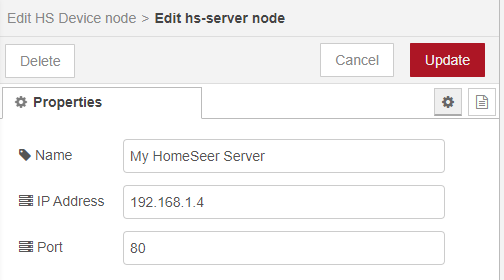 Edit HS Device node > Edit hs-server node
Delete Cancel Update
Properties
Name My HomeSeer Server
IP Address 192.168.1.4
Port 80